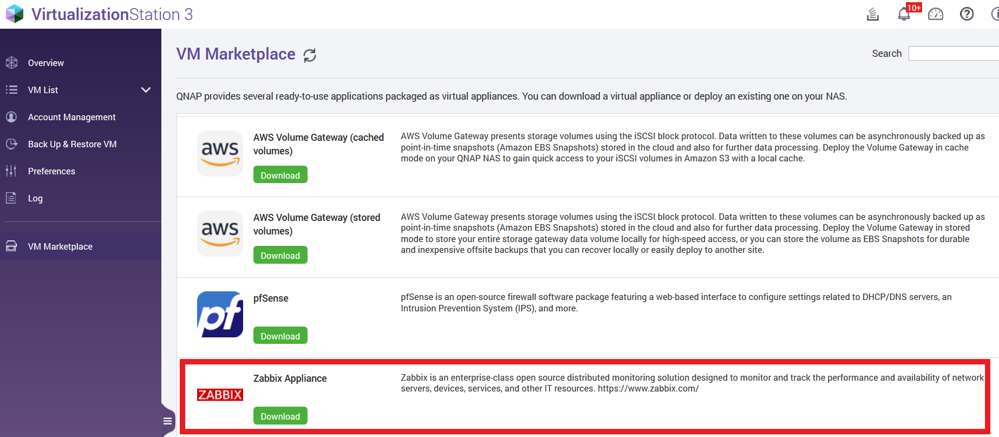 VirtualizationStation 3
10+
Overview
VM List
Account Management
Back Up & Restore VM
Preferences
Log
VM Marketplace
VM Marketplace
Search
QNAP provides several ready-to-use applications packaged as virtual appliances. You can download a virtual appliance or deploy an existing one on your NAS.
aws
AWS Volume Gateway (cached
volumes)
Download
AWS Volume Gateway presents storage volumes using the iSCSI block protocol. Data written to these volumes can be asynchronously backed up as
point-in-time snapshots (Amazon EBS Snapshots) stored in the cloud and also for further data processing. Deploy the Volume Gateway in cache
mode on your QNAP NAS to gain quick access to your iSCSI volumes in Amazon S3 with a local cache.
aws
AWS Volume Gateway (stored
volumes)
Download
AWS Volume Gateway presents storage volumes using the iSCSI block protocol. Data written to these volumes can be asynchronously backed up as
point-in-time snapshots (Amazon EBS Snapshots) stored in the cloud and also for further data processing. Deploy the Volume Gateway in stored
mode to store your entire storage gateway data volume locally for high-speed access, or you can store the volume as EBS Snapshots for durable
and inexpensive offsite backups that you can recover locally or easily deploy to another site.
pf
pfSense
Download
pfSense is an open-source firewall software package featuring a web-based interface to configure settings related to DHCP/DNS servers, an
Intrusion Prevention System (IPS), and more.
ZABBIX
Zabbix Appliance
Download
Zabbix is an enterprise-class open source distributed monitoring solution designed to monitor and track the performance and availability of network
servers, devices, services, and other IT resources. https://www.zabbix.com/